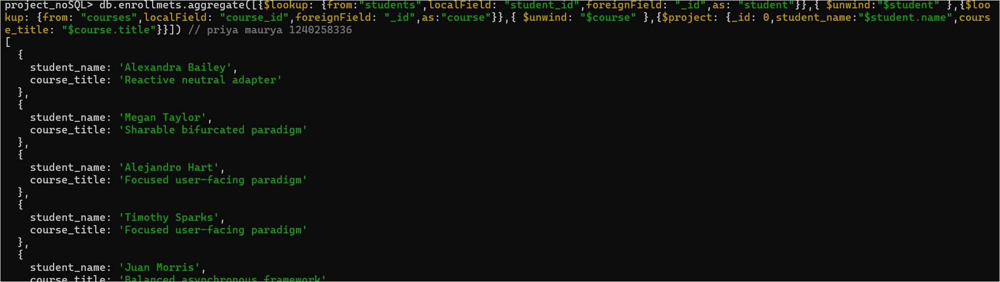 project_noSQL> db.enrollmets.aggregate([{$lookup: {from:"students",localField: "student_id",foreignField: "_id",as: "student"}},{ $unwind:"$student" },{$loo
kup: {from: "courses",localField: "course_id",foreignField: "_id",as:"course"}},{ $unwind: "$course" },{$project: {_id: 0,student_name:"$student.name",cours
e_title: "$course.title"}}]) // priya maurya 1240258336
[
  {
    student_name: 'Alexandra Bailey',
    course_title: 'Reactive neutral adapter'
  },
  {
    student_name: 'Megan Taylor',
    course_title: 'Sharable bifurcated paradigm'
  },
  {
    student_name: 'Alejandro Hart',
    course_title: 'Focused user-facing paradigm'
  },
  {
    student_name: 'Timothy Sparks',
    course_title: 'Focused user-facing paradigm'
  },
  {
    student_name: 'Juan Morris',
    course_title: 'Balanced asynchronous framework'